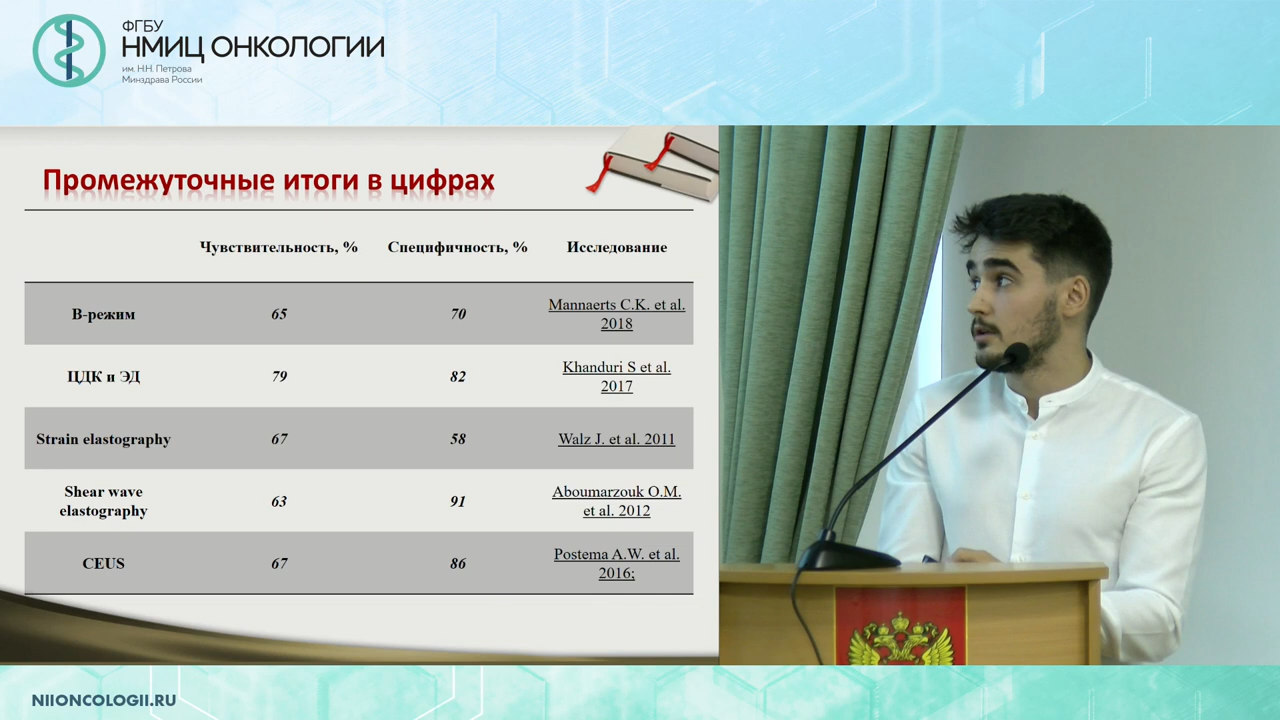 ФГБУ
НМИЦ ОНКОЛОГИИ
им. Н.Н. Петрова
Минздрава России
Промежуточные итоги в цифрах
Чувствительность, % Специфичность, % Исследование
В-режим 65 70 Mannaerts C.K. et al. 2018
ЦДК и ЭД 79 82 Khanduri S et al. 2017
Strain elastography 67 58 Walz J. et al. 2011
Shear wave elastography 63 91 Aboumarzouk O.M. et al. 2012
CEUS 67 86 Postema A.W. et al. 2016;
NIIONCOLOGII.RU